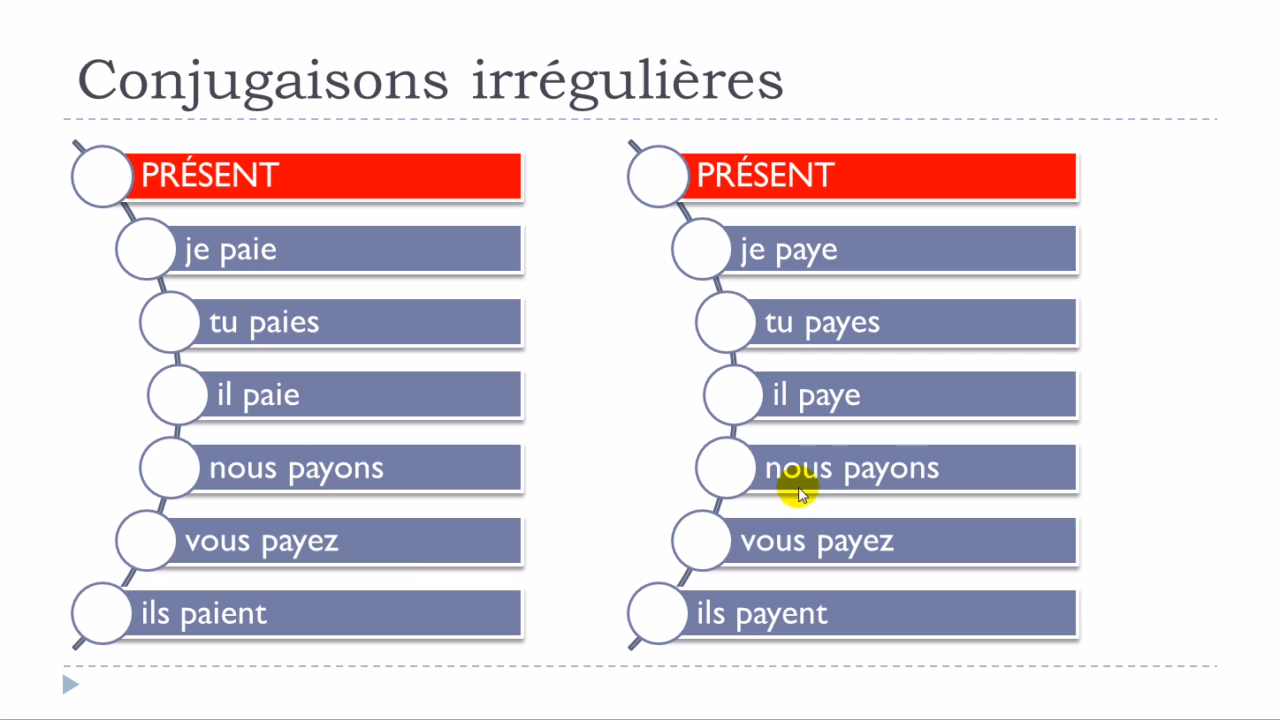 Conjugaisons irrégulières
PRÉSENT
je paie
tu paies
il paie
nous payons
vous payez
ils paient
PRÉSENT
je paye
tu payes
il paye
nous payons
vous payez
ils payent